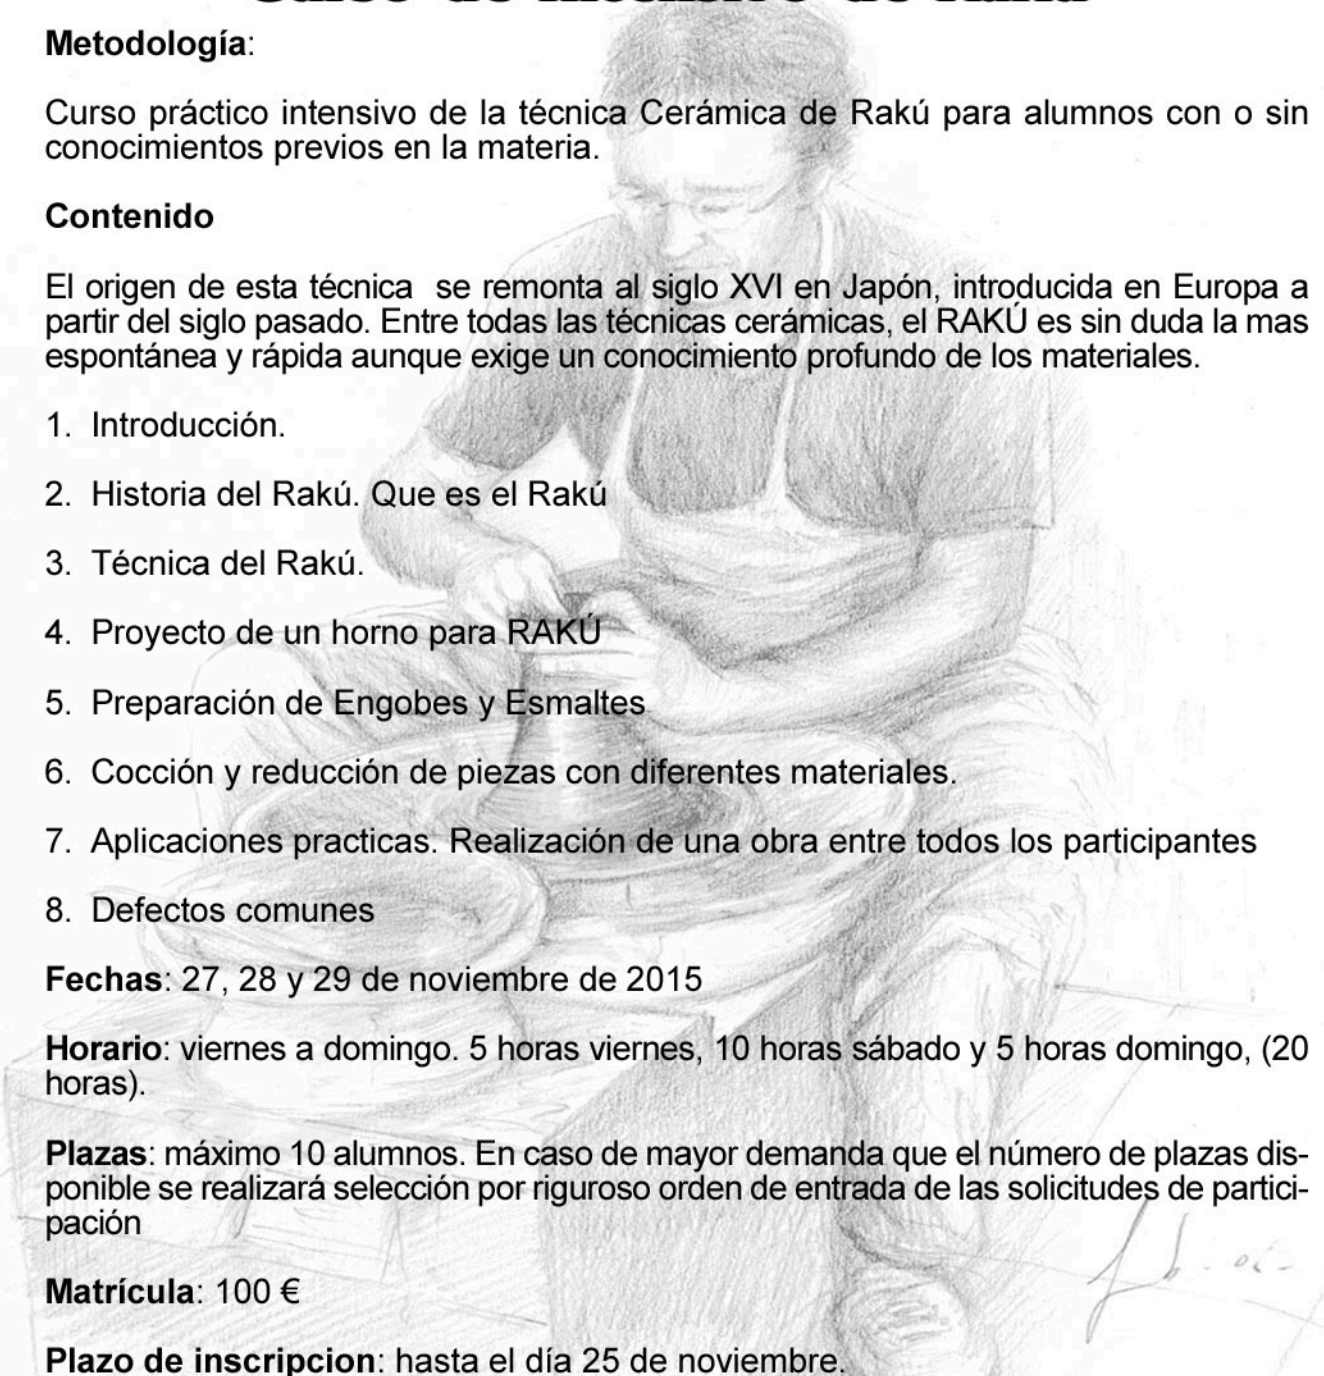 Metodología:
Curso práctico intensivo de la técnica Cerámica de Rakú para alumnos con o sin
conocimientos previos en la materia.
Contenido
El origen de esta técnica  se remonta al siglo XVI en Japón, introducida en Europa a
partir del siglo pasado. Entre todas las técnicas cerámicas, el RAKÚ es sin duda la mas
espontánea y rápida aunque exige un conocimiento profundo de los materiales.
1. Introducción.
2. Historia del Rakú. Que es el Rakú
3. Técnica del Rakú.
4. Proyecto de un horno para RAKÚ
5. Preparación de Engobes y Esmaltes
6. Cocción y reducción de piezas con diferentes materiales.
7. Aplicaciones practicas. Realización de una obra entre todos los participantes
8. Defectos comunes
Fechas: 27, 28 y 29 de noviembre de 2015
Horario: viernes a domingo. 5 horas viernes, 10 horas sábado y 5 horas domingo, (20
horas).
Plazas: máximo 10 alumnos. En caso de mayor demanda que el número de plazas dis-
ponible se realizará selección por riguroso orden de entrada de las solicitudes de partici-
pación
Matrícula: 100 €
Plazo de inscripcion: hasta el día 25 de noviembre.